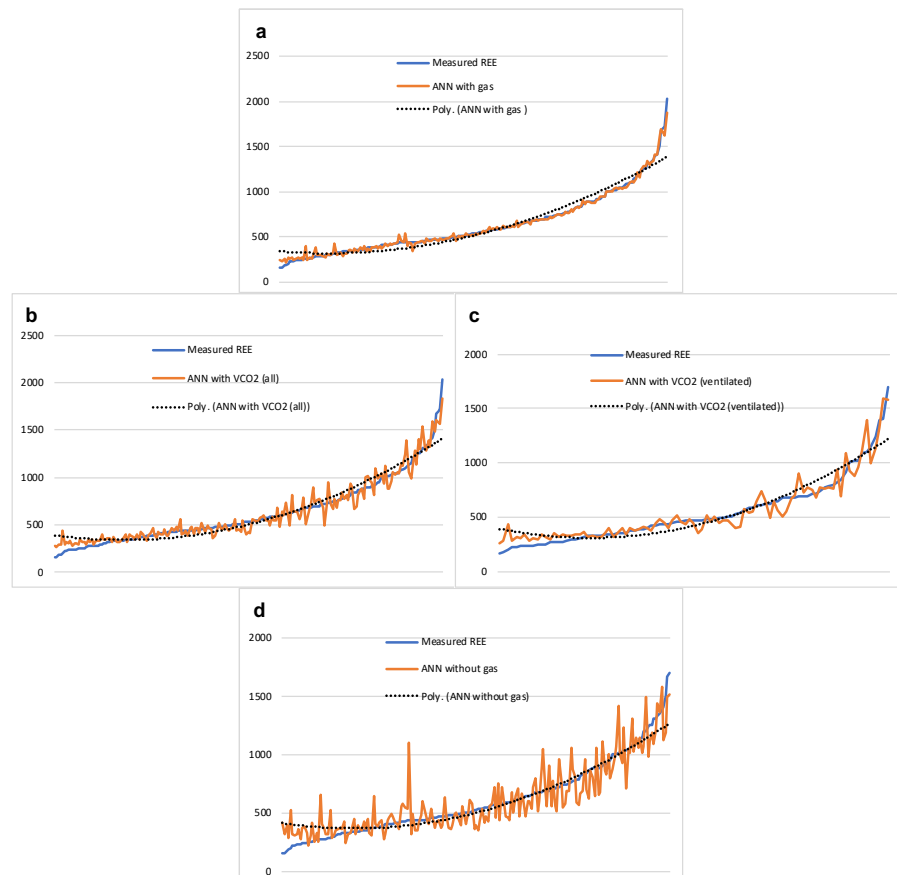 a
2500
Measured REE
2000
ANN with gas
Poly. (ANN with gas )
1500
1000
500
0
b
2500
Measured REE
2000
ANN with VCO2 (all)
Poly. (ANN with VCO2 (all))
1500
1000
500
0
c
2000
Measured REE
ANN with VCO2 (ventilated)
1500
Poly. (ANN with VCO2 (ventilated))
1000
500
0
d
2000
Measured REE
ANN without gas
1500
Poly. (ANN without gas)
1000
500
0